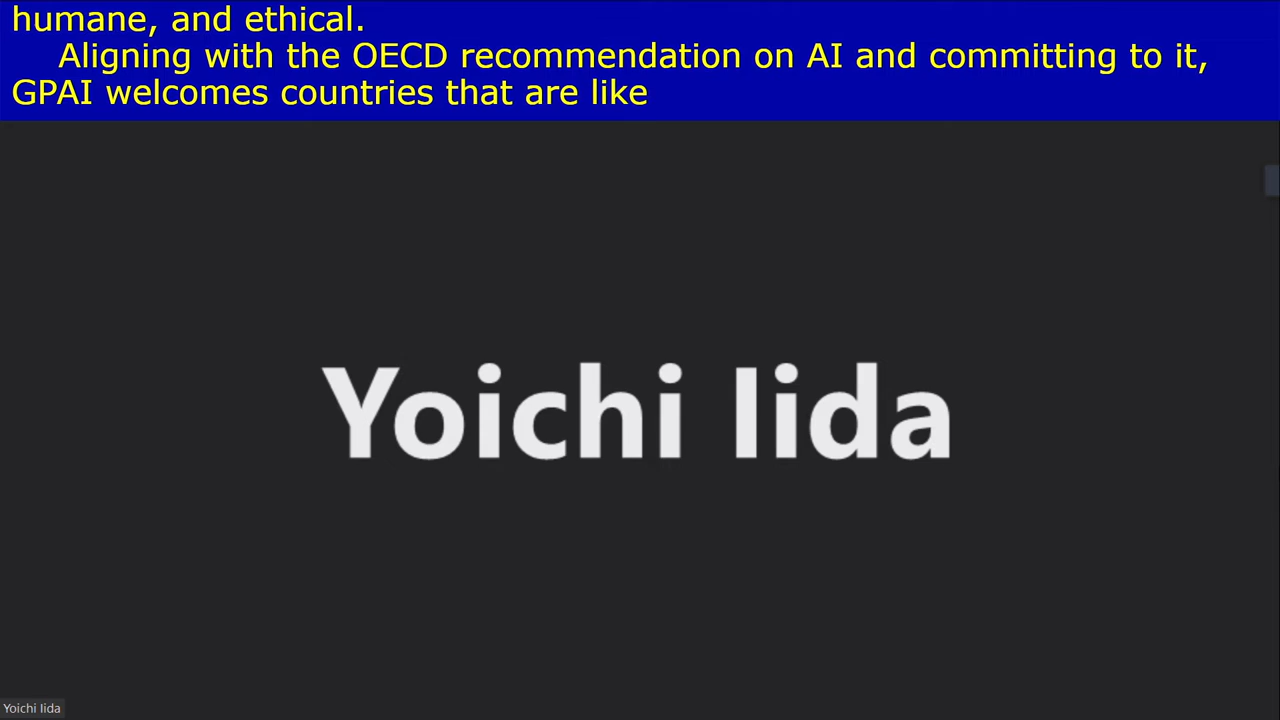 humane, and ethical.
Aligning with the OECD recommendation on AI and committing to it,
GPAI welcomes countries that are like
Yoichi Iida
Yoichi Iida